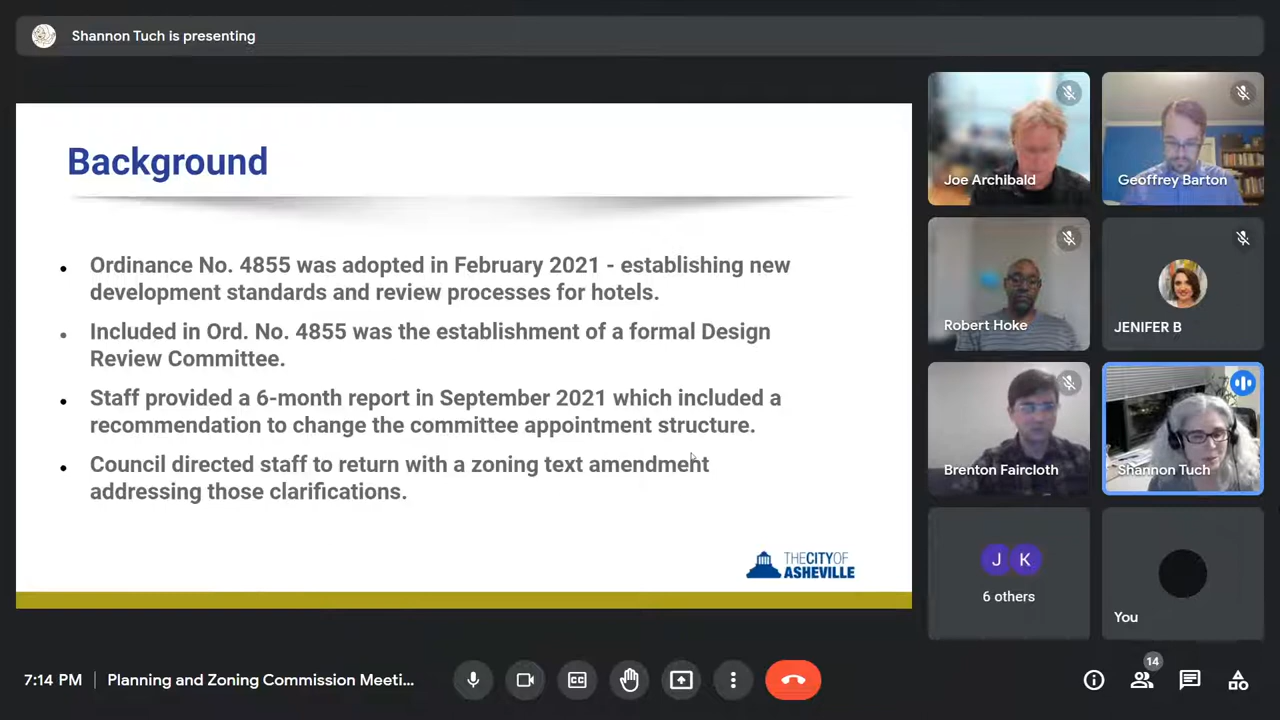 Shannon Tuch is presenting
Background
Ordinance No. 4855 was adopted in February 2021 - establishing new
development standards and review processes for hotels.
Included in Ord. No. 4855 was the establishment of a formal Design
Review Committee.
Staff provided a 6-month report in September 2021 which included a
recommendation to change the committee appointment structure.
Council directed staff to return with a zoning text amendment
addressing those clarifications.
THE CITY OF
ASHEVILLE
Joe Archibald
Geoffrey Barton
Robert Hoke
JENIFER B
Brenton Faircloth
Shannon Tuch
J K
6 others
You
7:14 PM | Planning and Zoning Commission Meeti...
CC
14